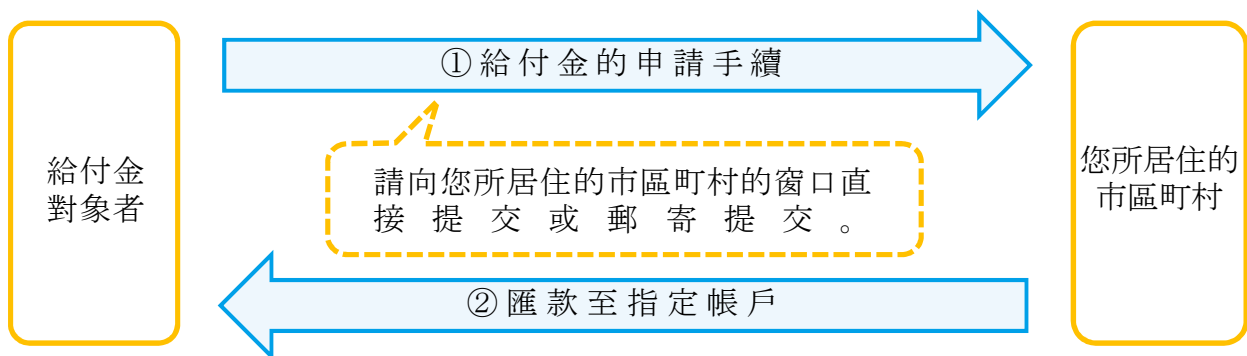 ①給付金的申請手續
給付金
對象者
請向您所居住的市區町村的窗口直
接提交或郵寄提交。
您所居住的
市區町村
②匯款至指定帳戶